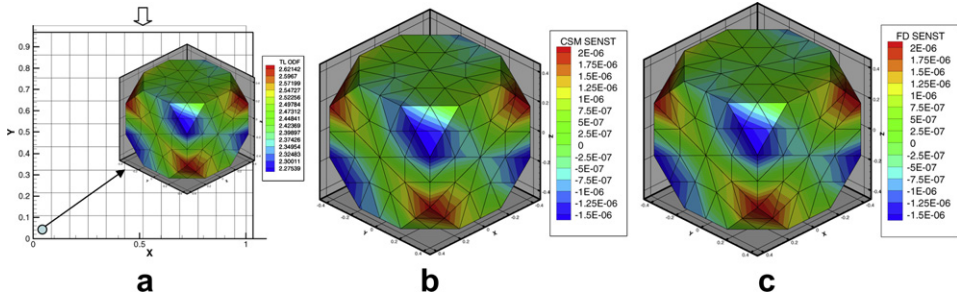 0.9
0.8
0.7
0.6
0.5
0.4
0.3
0.2
0.1
0
Y
0
0.5
1
X
TL ODF
2.62142
2.5967
2.57199
2.54727
2.52256
2.49784
2.47312
2.44841
2.42369
2.39897
2.37428
2.34954
2.32483
2.30011
2.27539
a
CSM SENST
2E-06
1.75E-06
1.5E-06
1.25E-06
1E-06
7.5E-07
5E-07
2.5E-07
0
-2.5E-07
-5E-07
-7.5E-07
-1E-06
-1.25E-06
-1.5E-06
b
FD SENST
2E-06
1.75E-06
1.5E-06
1.25E-06
1E-06
7.5E-07
5E-07
2.5E-07
0
-2.5E-07
-5E-07
-7.5E-07
-1E-06
-1.25E-06
-1.5E-06
c